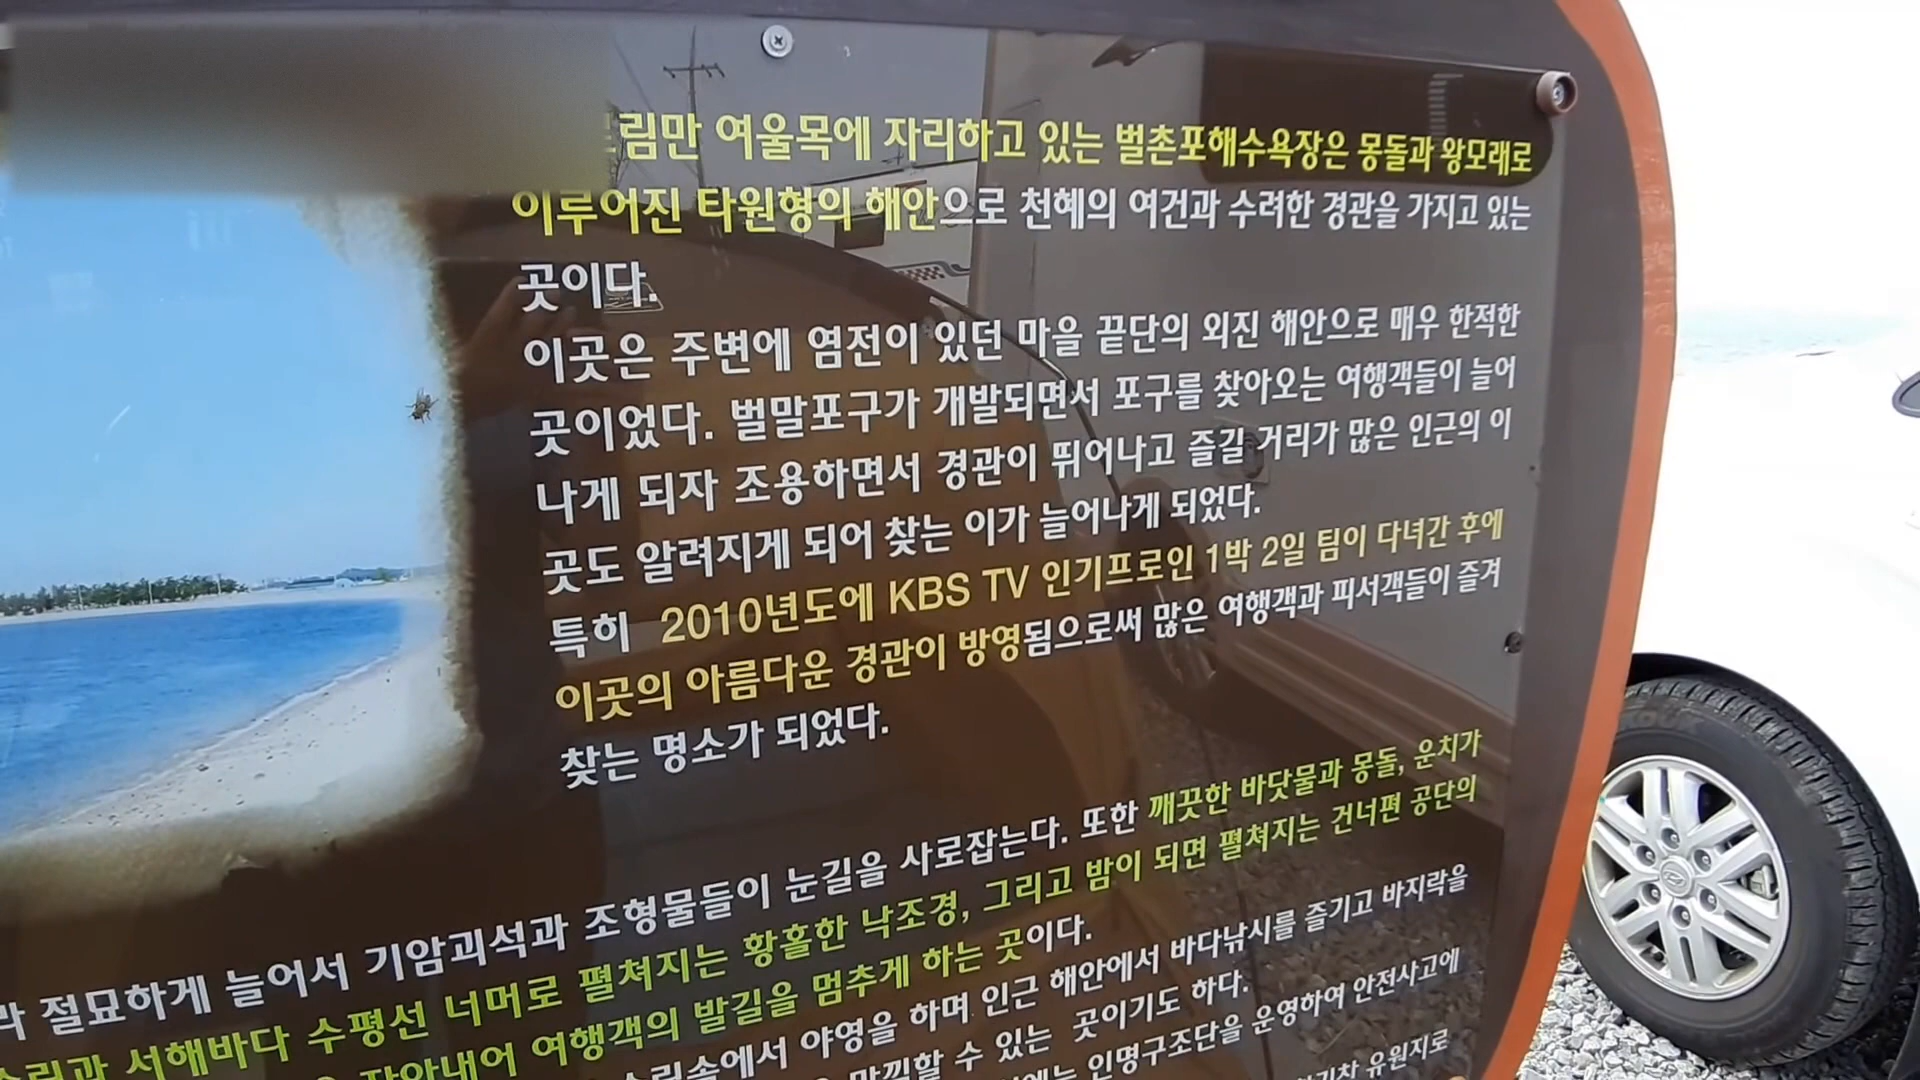 림만 여울목에 자리하고 있는 벌촌포해수욕장은 몽돌과 왕모래로
이루어진 타원형의 해안으로 천혜의 여건과 수려한 경관을 가지고 있는
곳이다.
이곳은 주변에 염전이 있던 마을 끝단의 외진 해안으로 매우 한적한
곳이었다. 벌말포구가 개발되면서 포구를 찾아오는 여행객들이 늘어
나게 되자 조용하면서 경관이 뛰어나고 즐길 거리가 많은 인근의 이
곳도 알려지게 되어 찾는 이가 늘어나게 되었다.
특히 2010년도에 KBS TV 인기프로인 1박 2일 팀이 다녀간 후에
이곳의 아름다운 경관이 방영됨으로써 많은 여행객과 피서객들이 즐겨
찾는 명소가 되었다.
절묘하게 늘어서 기암괴석과 조형물들이 눈길을 사로잡는다. 또한 깨끗한 바닷물과 몽돌, 운치가
서해바다 수평선 너머로 펼쳐지는 황홀한 낙조경, 그리고 밤이 되면 펼쳐지는 건너편 공단의
여행객의 발길을 멈추게 하는 곳이다.
야영을 하며 인근 해안에서 바다낚시를 즐기고 바지락을
만끽할 수 있는 곳이기도 하다.
인명구조단을 운영하여 안전사고에
유원지로